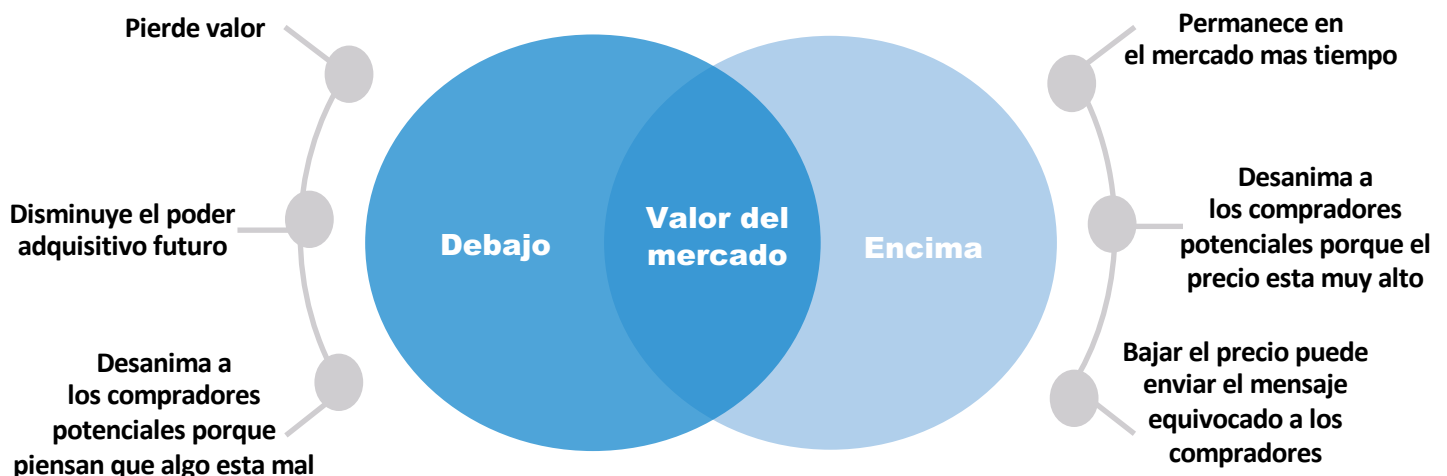 Pierde valor
Disminuye el poder
adquisitivo futuro
Desanima a
los compradores
potenciales porque
piensan que algo esta mal
Debajo
Valor del
mercado
Encima
Permanece en
el mercado mas tiempo
Desanima a
los compradores
potenciales porque el
precio esta muy alto
Bajar el precio puede
enviar el mensaje
equivocado a los
compradores